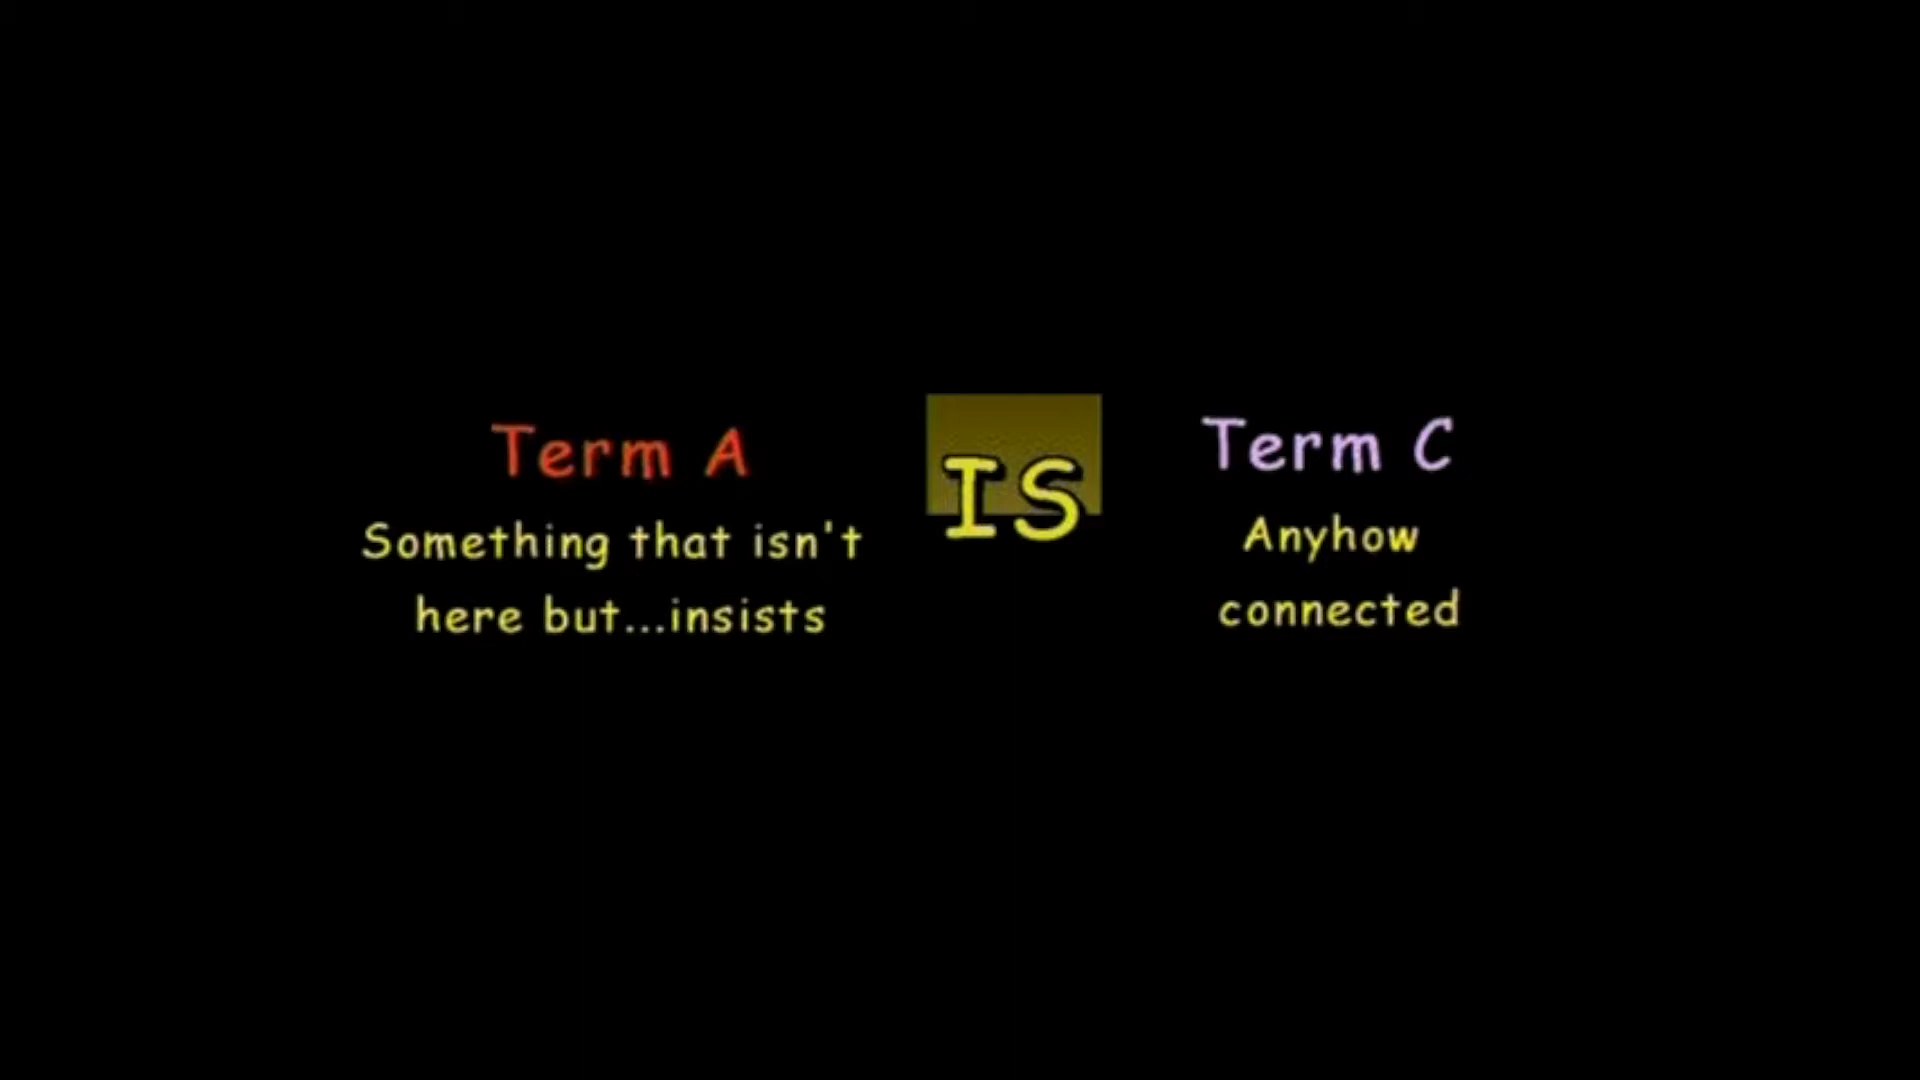 Term A
Something that isn't
here but...insists
IS
Term C
Anyhow
connected